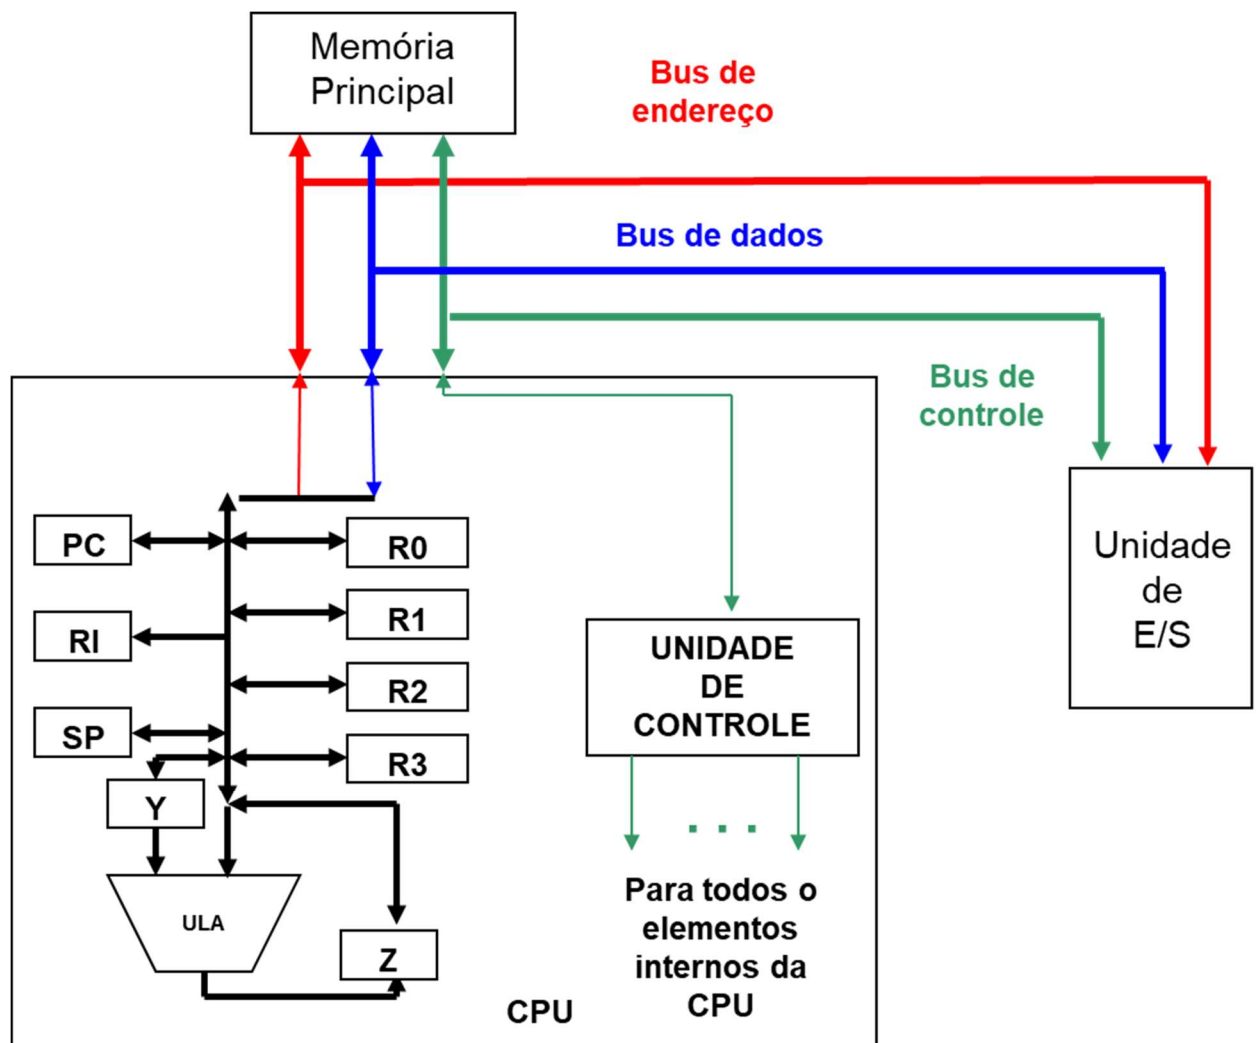 Memória
Principal
Bus de
endereço
Bus de dados
Bus de
controle
Unidade
de
E/S
PC
R0
RI
R1
SP
R2
R3
Y
ULA
Z
UNIDADE
DE
CONTROLE
. . .
Para todos o
elementos
internos da
CPU
CPU